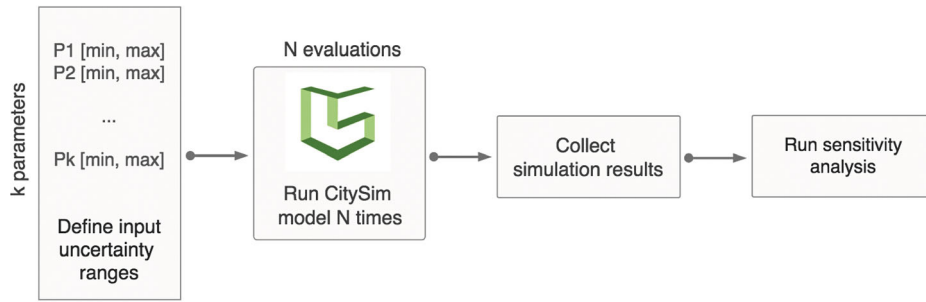 k parameters
P1 [min, max]
P2 [min, max]
...
Pk [min, max]
Define input
uncertainty
ranges
N evaluations
Run CitySim
model N times
Collect
simulation results
Run sensitivity
analysis